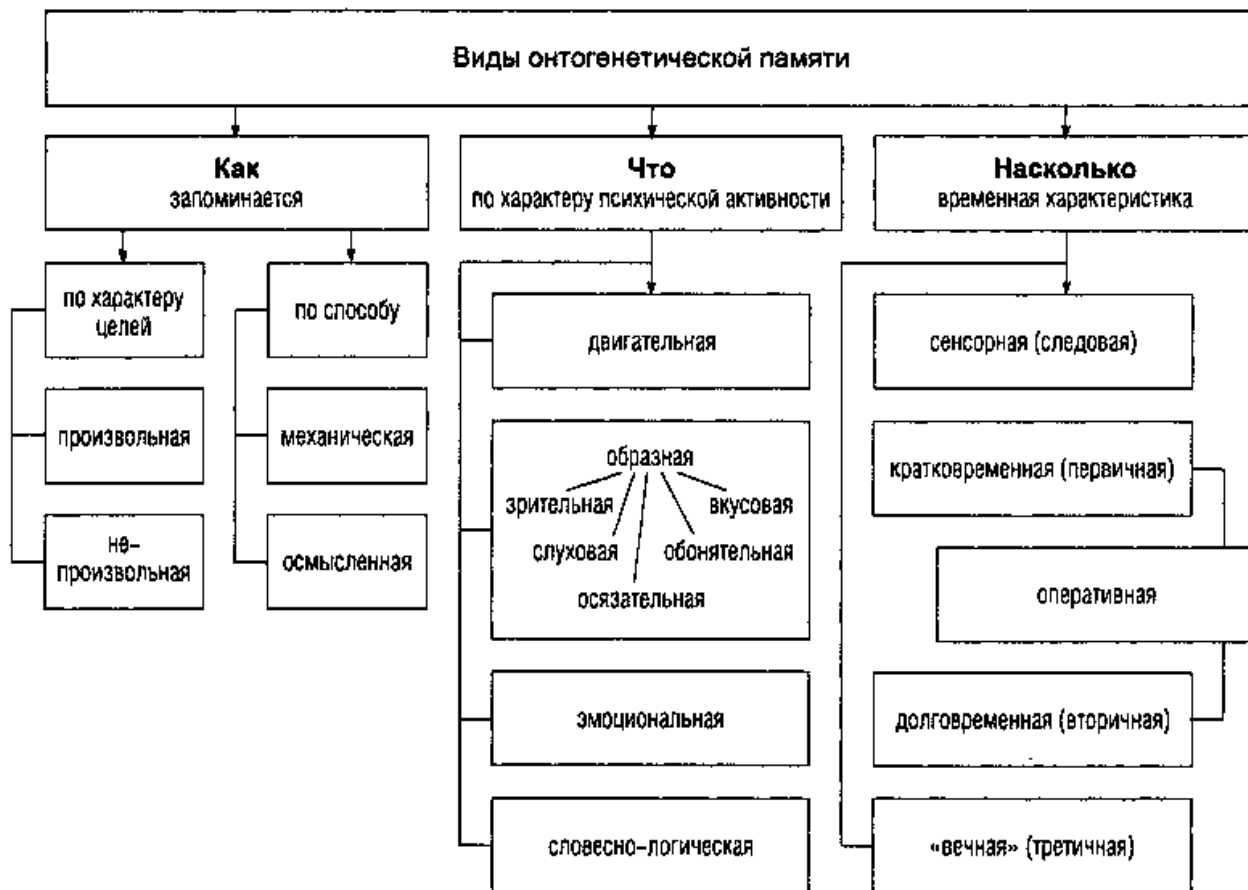 Виды онтогенетической памяти
Как
запоминается
по характеру
целей
произвольная
не-
произвольная
по способу
механическая
осмысленная
Что
по характеру психической активности
двигательная
образная
зрительная
вкусовая
слуховая
обонятельная
осязательная
эмоциональная
словесно-логическая
Насколько
временная характеристика
сенсорная (следовая)
кратковременная (первичная)
оперативная
долговременная (вторичная)
«вечная» (третичная)